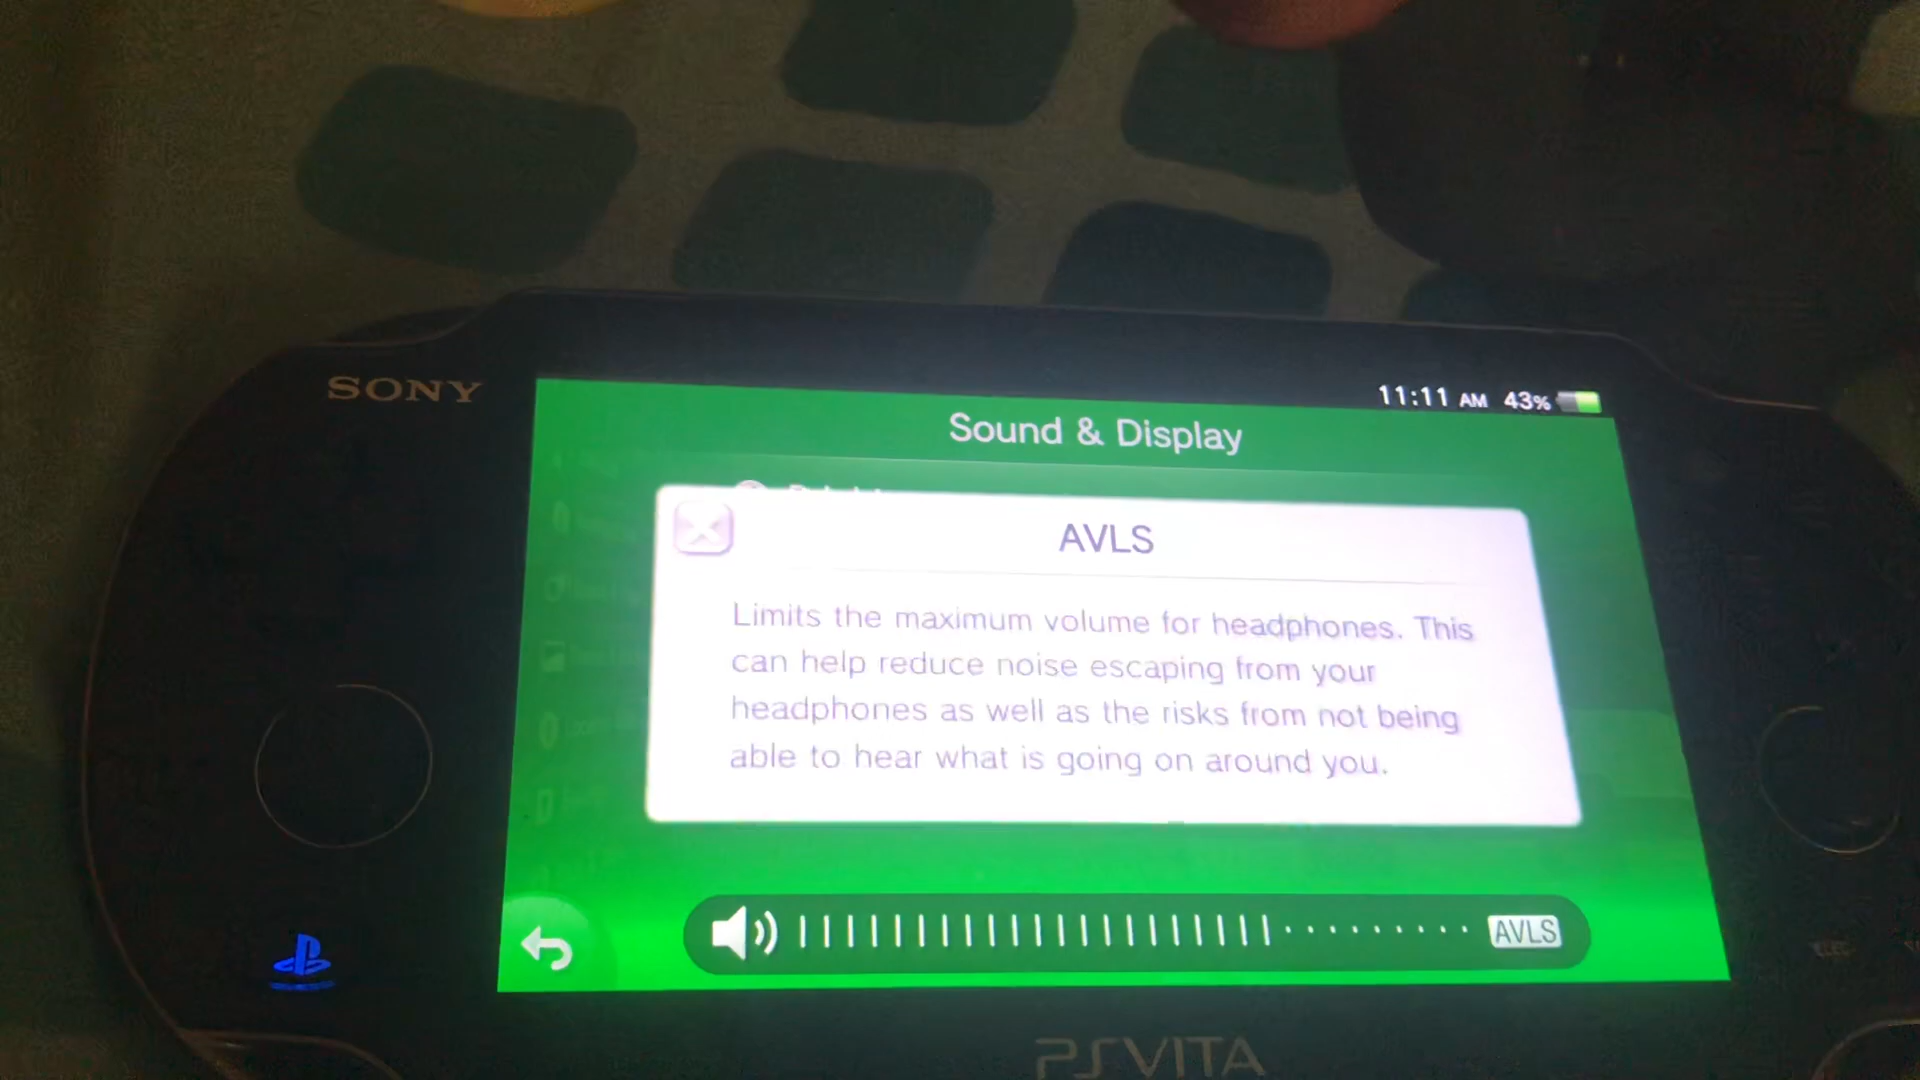 SONY
11:11 AM 43%
Sound & Display
AVLS
Limits the maximum volume for headphones. This
can help reduce noise escaping from your
headphones as well as the risks from not being
able to hear what is going on around you.
AVLS
PSVITA